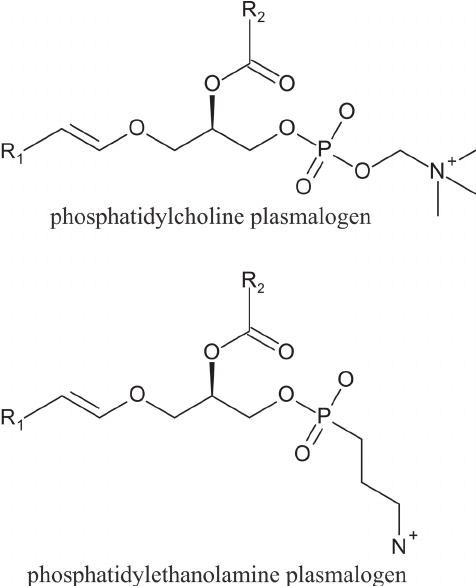 R2
O
O
O
R1
O
O
P
O
O
N+
phosphatidylcholine plasmalogen
R2
O
O
O
R1
O
O
P
O
N+
phosphatidylethanolamine plasmalogen